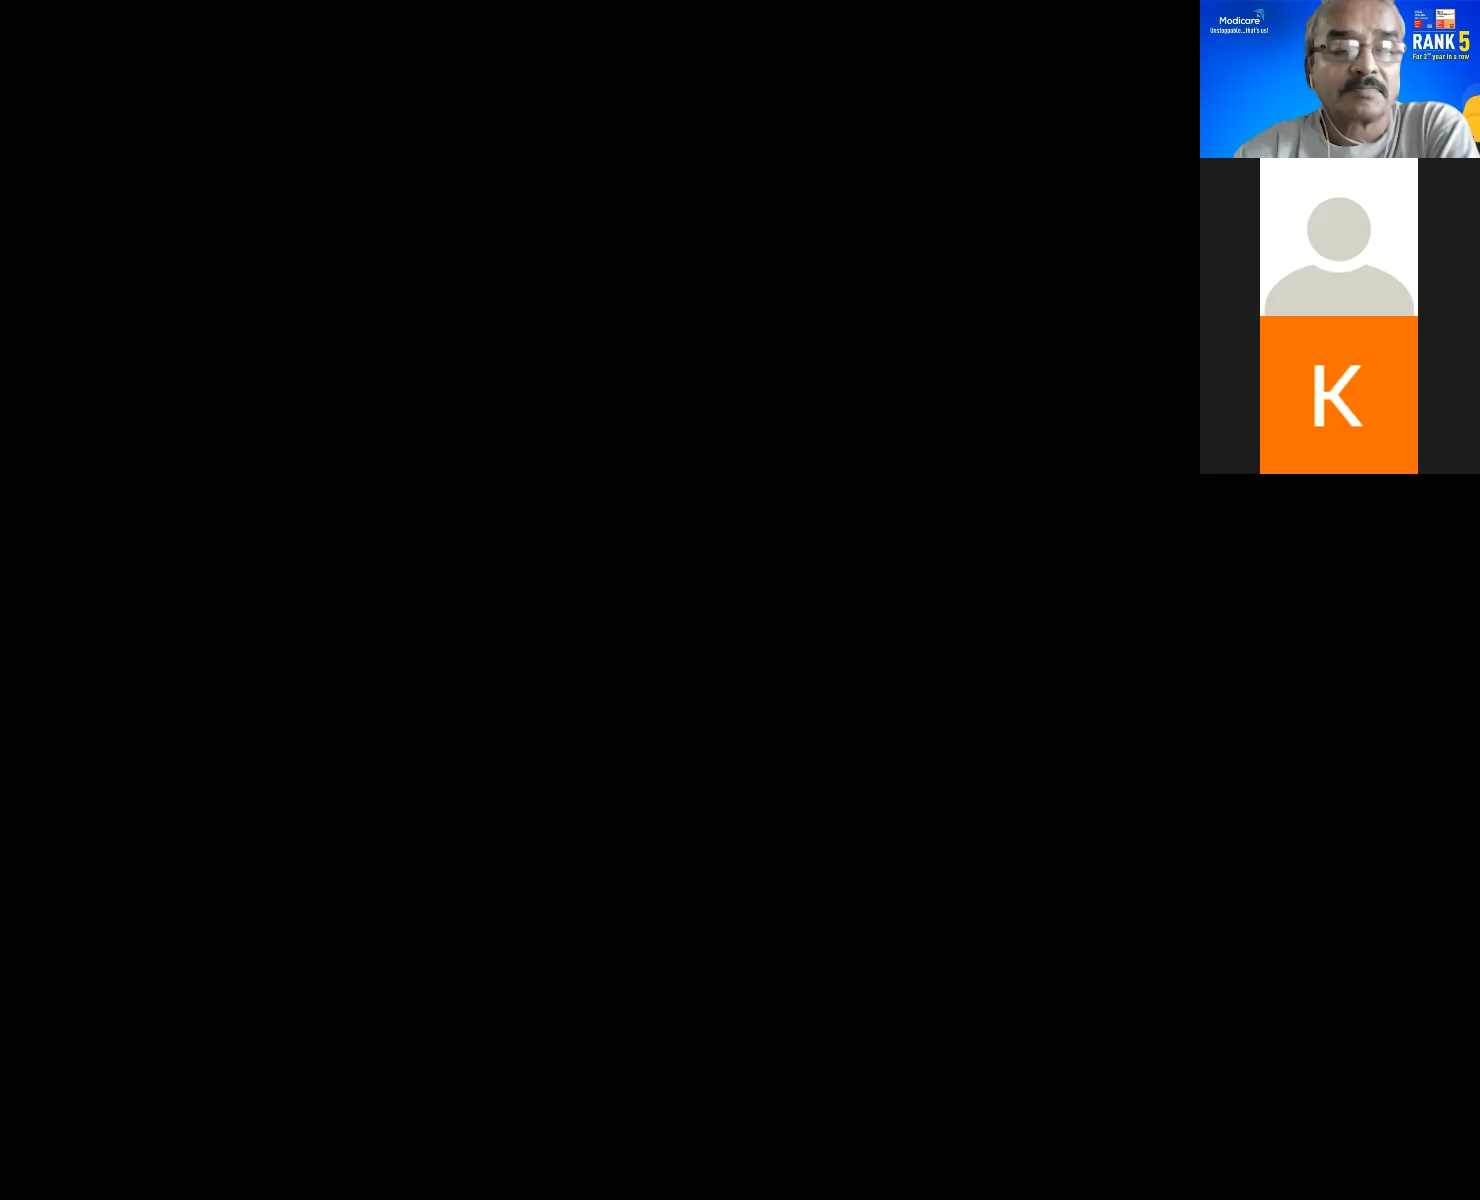 Modicare
Unstoppable...that's us!
RANK 5
For 2nd year in a row
K